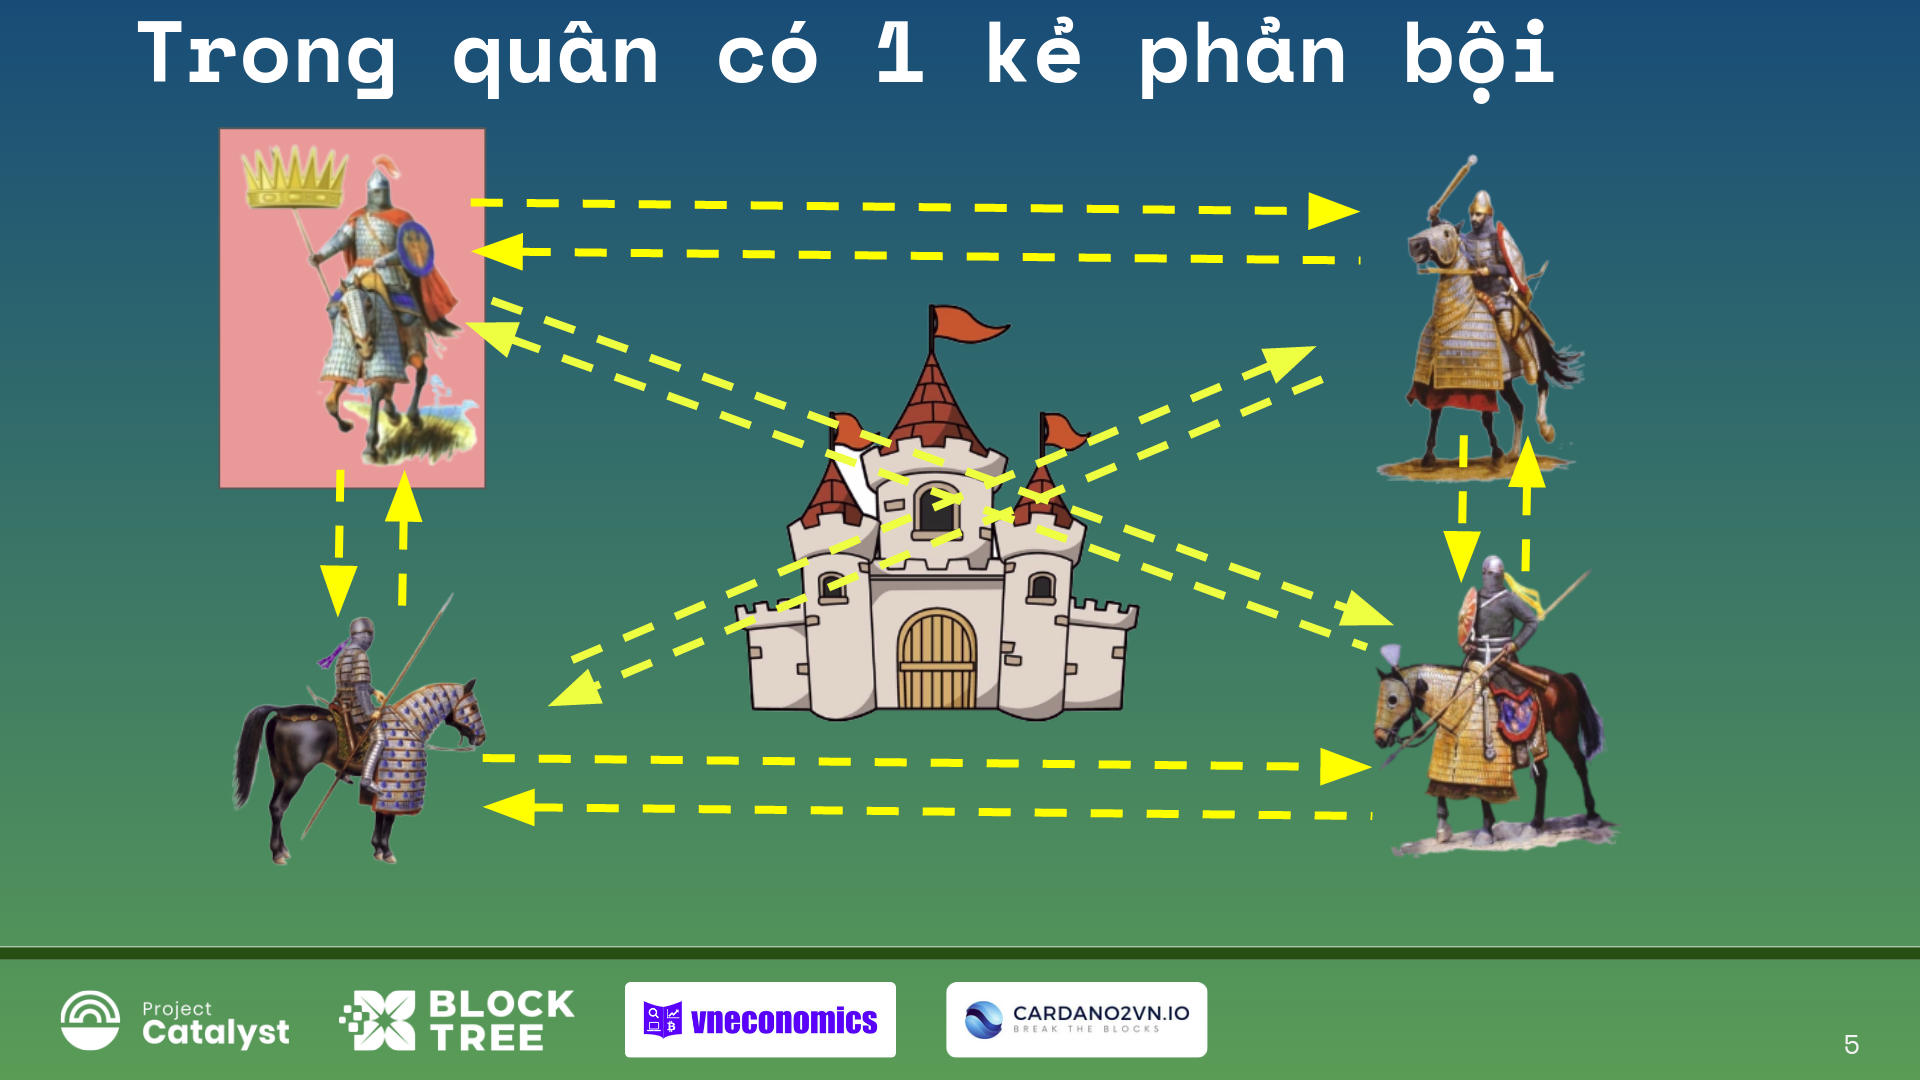 Trong quân có 1 kẻ phản bội
Project
Catalyst
BLOCK
TREE
vneconomics
CARDANO2VN.IO
BREAK THE BLOCKS
5